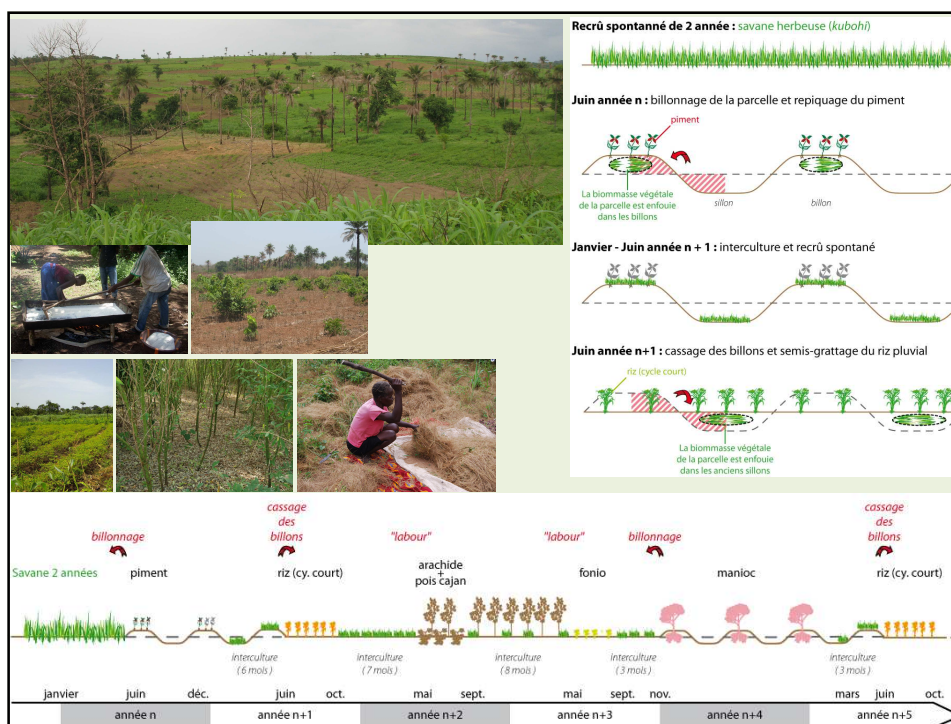 Recrû spontanné de 2 année : savane herbeuse (kubohi)
Juin année n : billonnage de la parcelle et repiquage du piment
piment
La biommasse végétale
de la parcelle est enfouie
dans les billons
sillon
billon
Janvier - Juin année n + 1 : interculture et recrû spontané
Juin année n+1 : cassage des billons et semis-grattage du riz pluvial
riz (cycle court)
La biommasse végétale
de la parcelle est enfouie
dans les anciens sillons
billonnage
cassage
des
billons
"labour"
"labour"
billonnage
cassage
des
billons
Savane 2 années
piment
riz (cy. court)
arachide
+
pois cajan
fonio
manioc
riz (cy. court)
interculture
(6 mois)
interculture
(7 mois)
interculture
(8 mois)
interculture
(3 mois)
interculture
(3 mois)
janvier juin déc. juin oct. mai sept. mai sept. nov. mars juin oct.
année n année n+1 année n+2 année n+3 année n+4 année n+5